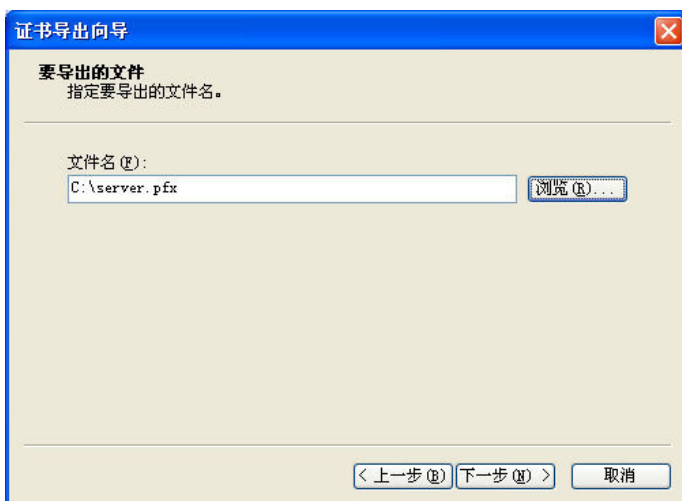 证书导出向导
要导出的文件
指定要导出的文件名。
文件名(F):
C:\server.pfx
浏览(R)...
< 上一步(B) 下一步(N) > 取消